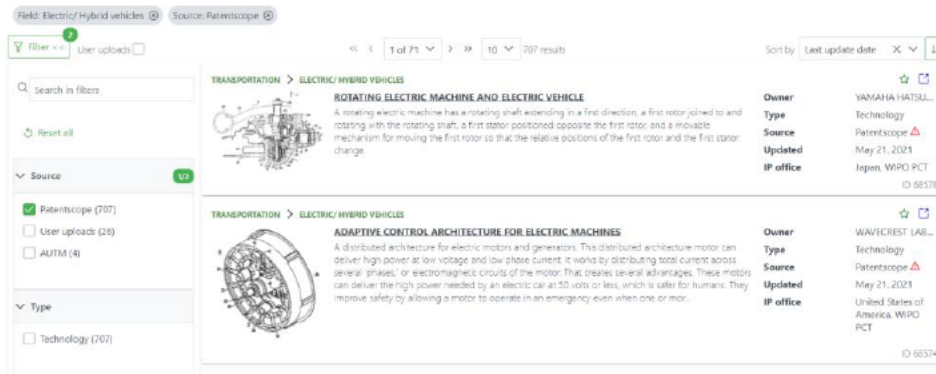 Field: Electric/ Hybrid vehicles
Source: Patentscope
2
Filter <<
User uploads
<< < 1 of 71 > >> 10 707 results
Sort by Last update date
Search in filters
Reset all
Source 1/3
Patentscope (707)
User uploads (26)
AUTM (4)
Type
Technology (707)
TRANSPORTATION > ELECTRIC/ HYBRID VEHICLES
ROTATING ELECTRIC MACHINE AND ELECTRIC VEHICLE
A rotating electric machine has a rotating shaft extending in a first direction, a first rotor joined to and
rotating with the rotating shaft, a first stator positioned opposite the first rotor, and a movable
mechanism for moving the first rotor so that the relative positions of the first rotor and the first stator
change.
Owner YAMAHA HATSU...
Type Technology
Source Patentscope
Updated May 21, 2021
IP office Japan, WIPO PCT
ID 68578
TRANSPORTATION > ELECTRIC/ HYBRID VEHICLES
ADAPTIVE CONTROL ARCHITECTURE FOR ELECTRIC MACHINES
A distributed architecture for electric motors and generators. This distributed architecture motor can
deliver high power at low voltage and low phase current. It works by distributing total current across
several 'phases,' or electromagnetic circuits of the motor. That creates several advantages. These motors
can deliver the high power needed by an electric car at 50 volts or less, which is safer for humans. They
improve safety by allowing a motor to operate in an emergency even when one or mor...
Owner WAVECREST LAB...
Type Technology
Source Patentscope
Updated May 21, 2021
IP office United States of
America, WIPO
PCT
ID 68574